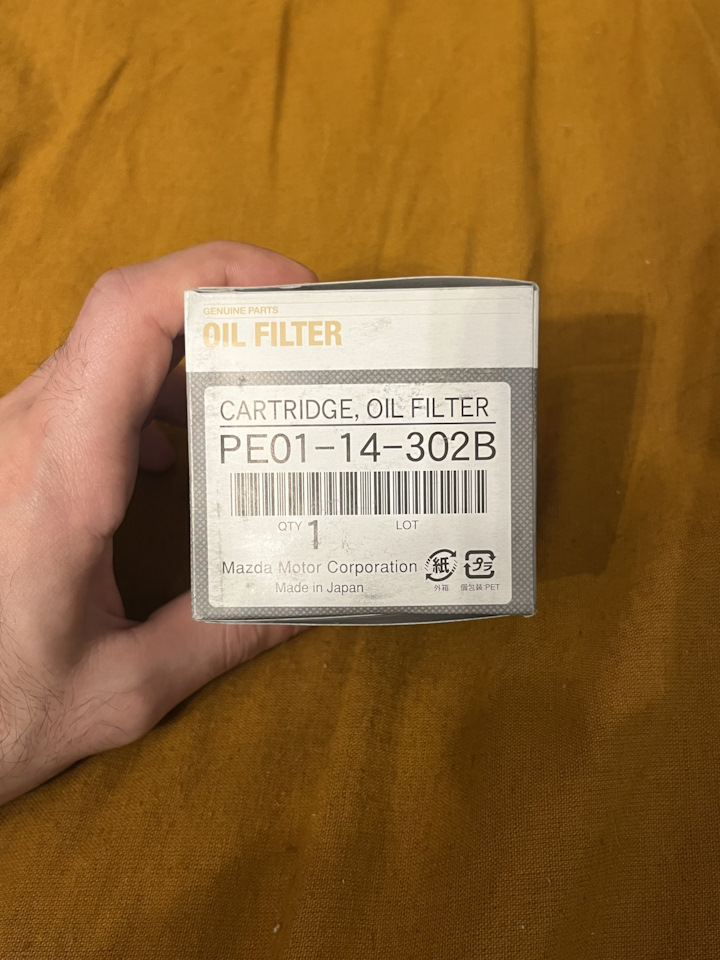 GENUINE PARTS
OIL FILTER
CARTRIDGE, OIL FILTER
PE01-14-302B
QTY 1 LOT
Mazda Motor Corporation
Made in Japan
紙 プラ
外箱 個包装:PET